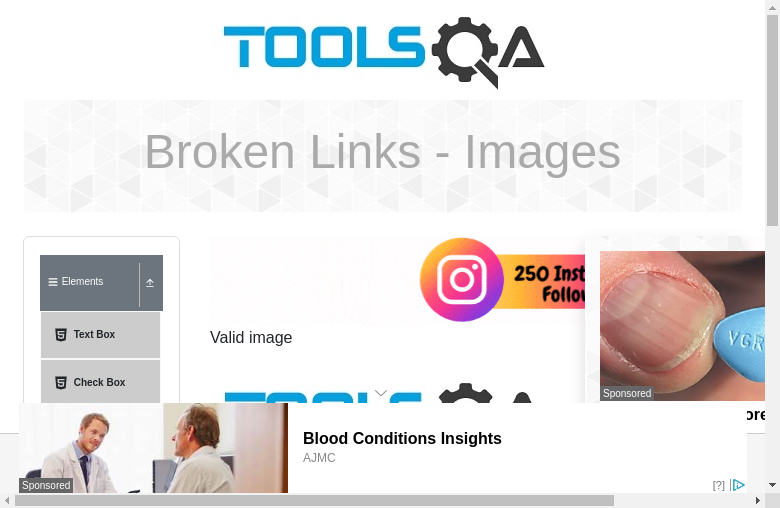 TOOLSQA
Broken Links - Images
Elements
Text Box
Check Box
250 Inst
Follow
Valid image
VGR
Sponsored
ore
Blood Conditions Insights
AJMC
Sponsored
[?]